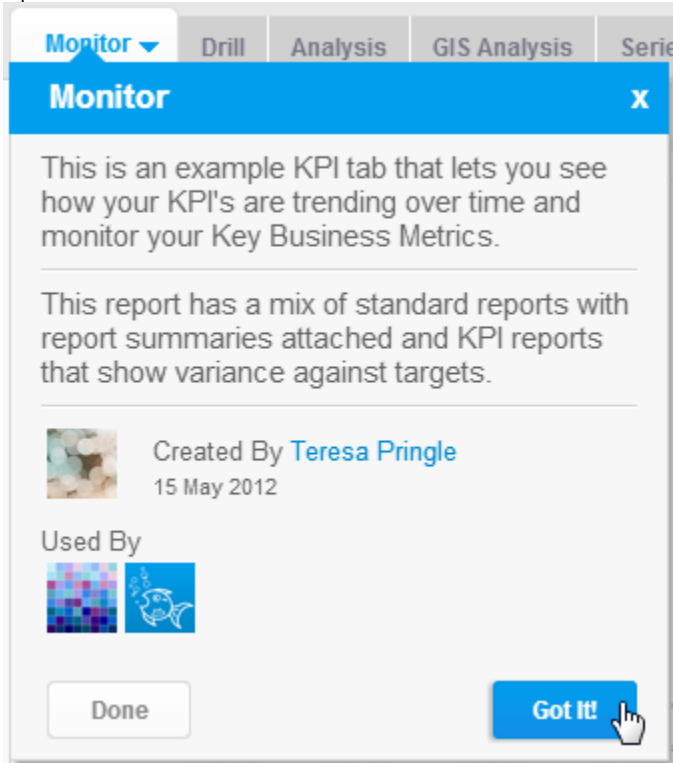 Monitor Drill Analysis GIS Analysis Serie
Monitor x
This is an example KPI tab that lets you see
how your KPI's are trending over time and
monitor your Key Business Metrics.
This report has a mix of standard reports with
report summaries attached and KPI reports
that show variance against targets.
Created By Teresa Pringle
15 May 2012
Used By
Done Got It!